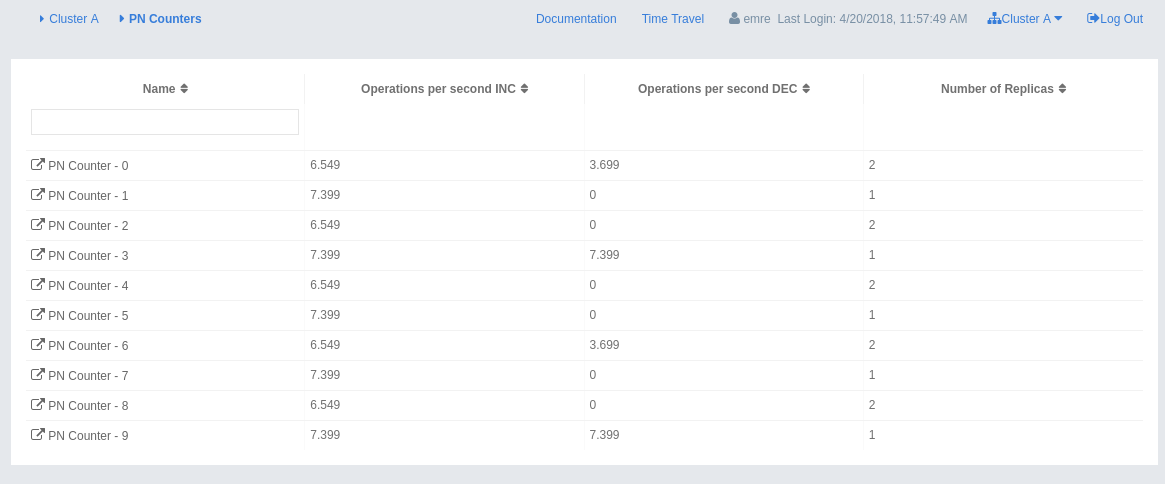 Cluster A PN Counters Documentation Time Travel emre Last Login: 4/20/2018, 11:57:49 AM Cluster A Log Out
Name Operations per second INC Operations per second DEC Number of Replicas
PN Counter - 0 6.549 3.699 2
PN Counter - 1 7.399 0 1
PN Counter - 2 6.549 0 2
PN Counter - 3 7.399 7.399 1
PN Counter - 4 6.549 0 2
PN Counter - 5 7.399 0 1
PN Counter - 6 6.549 3.699 2
PN Counter - 7 7.399 0 1
PN Counter - 8 6.549 0 2
PN Counter - 9 7.399 7.399 1